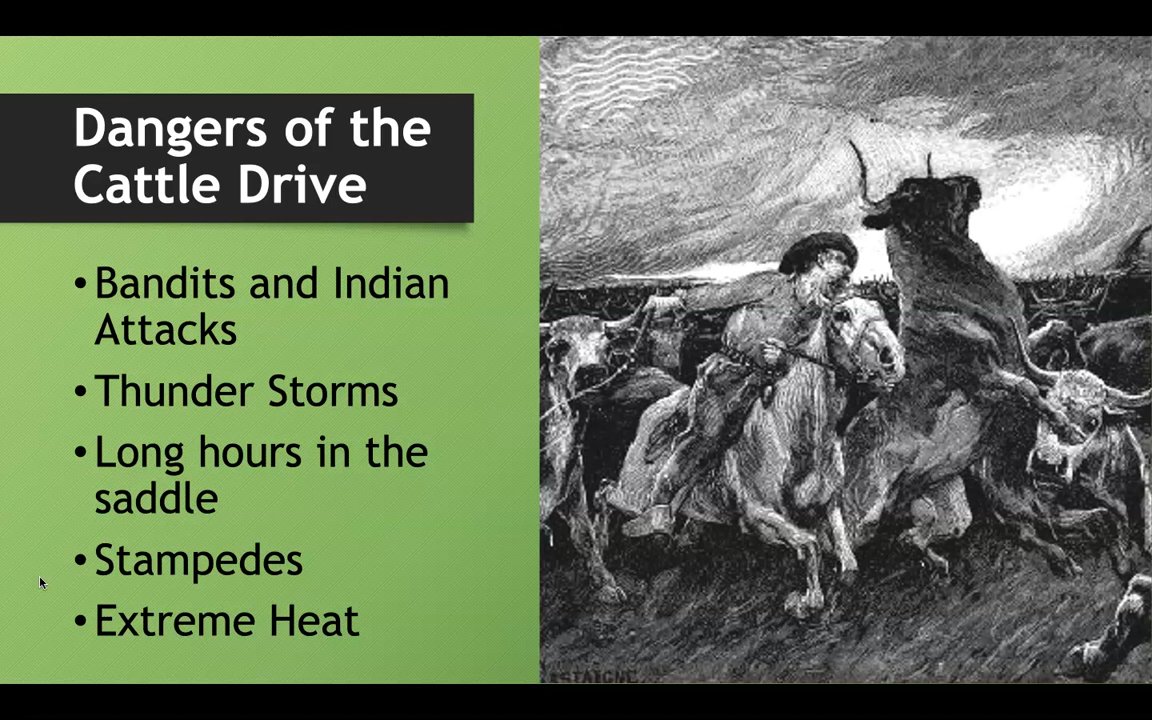 Dangers of the
Cattle Drive
• Bandits and Indian
Attacks
• Thunder Storms
• Long hours in the
saddle
• Stampedes
• Extreme Heat